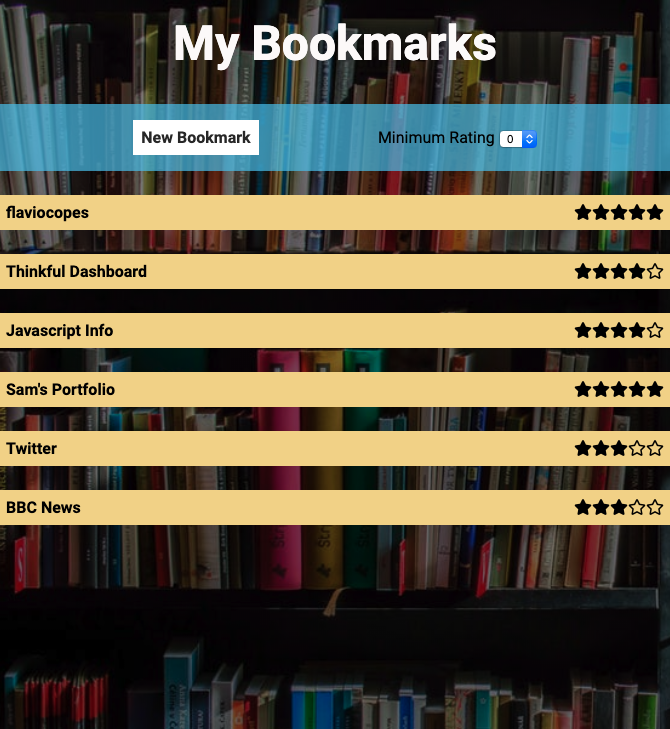 My Bookmarks
New Bookmark
Minimum Rating 0
flaviocopes
Thinkful Dashboard
Javascript Info
Sam's Portfolio
Twitter
BBC News